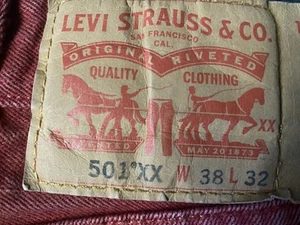 LEVI STRAUSS & CO.
SAN FRANCISCO
CAL.
ORIGINAL RIVETED
QUALITY CLOTHING
XX
MAY 20 1873
501®XX W 38 L 32